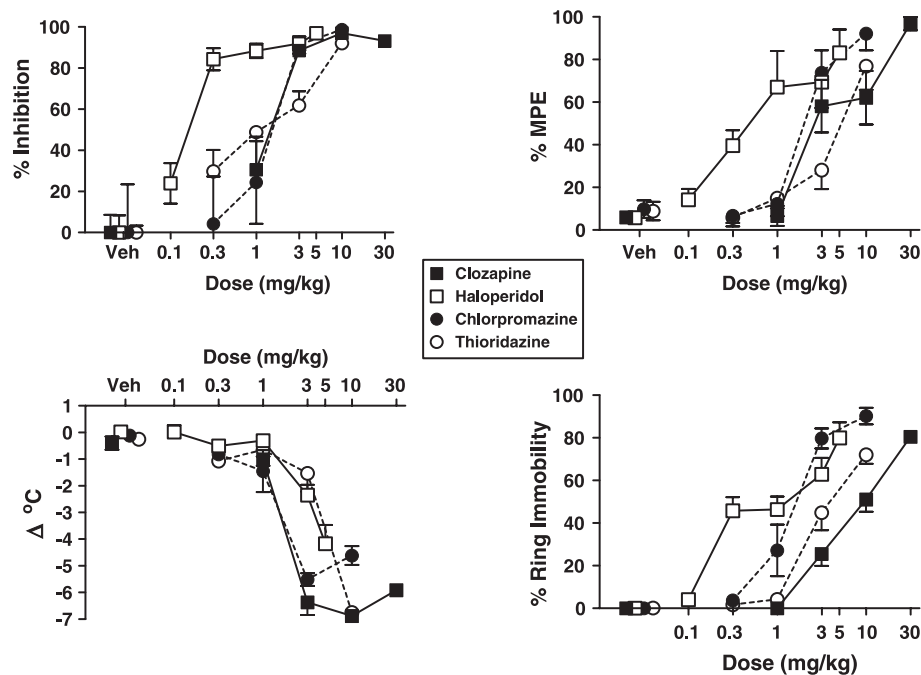 % Inhibition
100
80
60
40
20
0
Veh 0.1 0.3 1 3 5 10 30
Dose (mg/kg)
% MPE
100
80
60
40
20
0
Veh 0.1 0.3 1 3 5 10 30
Dose (mg/kg)
Clozapine
Haloperidol
Chlorpromazine
Thioridazine
Dose (mg/kg)
Veh 0.1 0.3 1 3 5 10 30
Δ ºC
1
0
-1
-2
-3
-4
-5
-6
-7
% Ring Immobility
100
80
60
40
20
0
0.1 0.3 1 3 5 10 30
Dose (mg/kg)